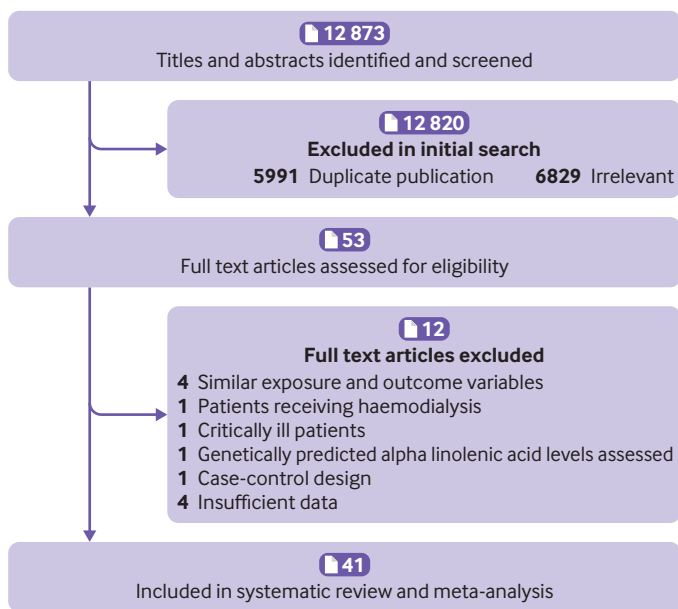 12 873
Titles and abstracts identified and screened
12 820
Excluded in initial search
5991 Duplicate publication 6829 Irrelevant
53
Full text articles assessed for eligibility
12
Full text articles excluded
4 Similar exposure and outcome variables
1 Patients receiving haemodialysis
1 Critically ill patients
1 Genetically predicted alpha linolenic acid levels assessed
1 Case-control design
4 Insufficient data
41
Included in systematic review and meta-analysis